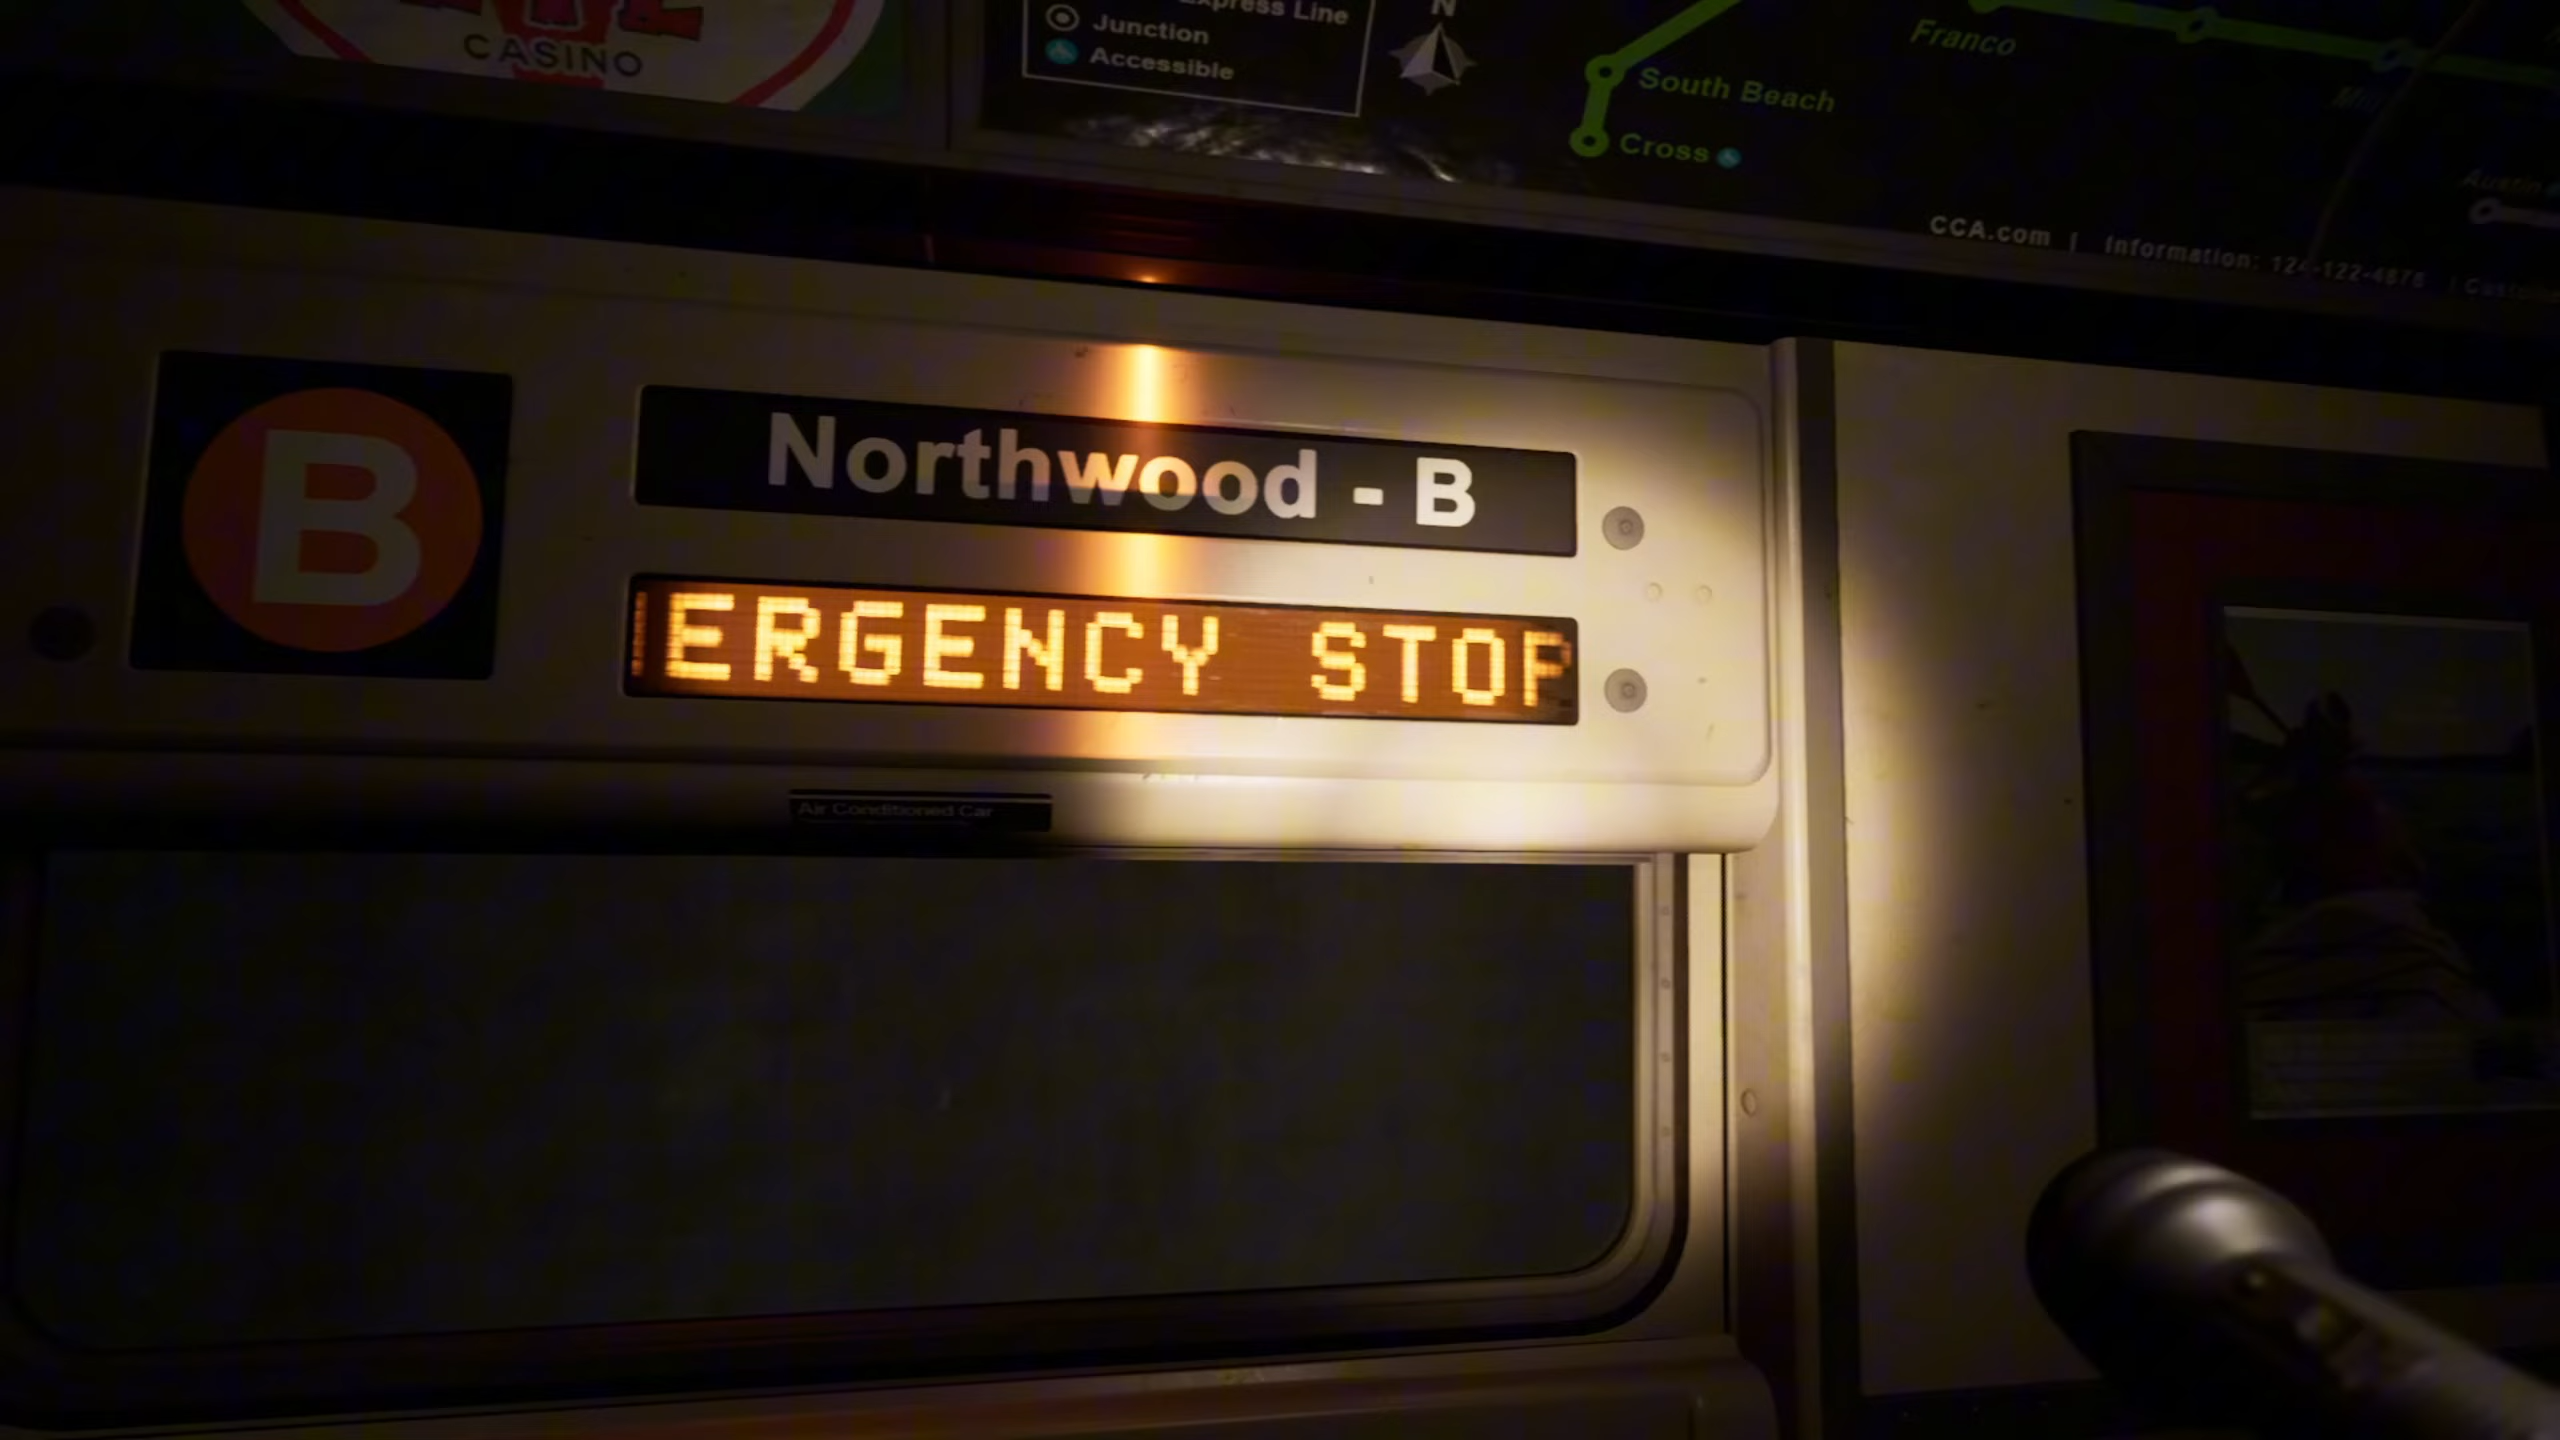 CASINO
Express Line
Junction
Accessible
N
South Beach
Cross
Franco
CCA.com | Information: 124-122-4876 |
B
Northwood - B
ERGENCY STOP
Air Conditioned Car